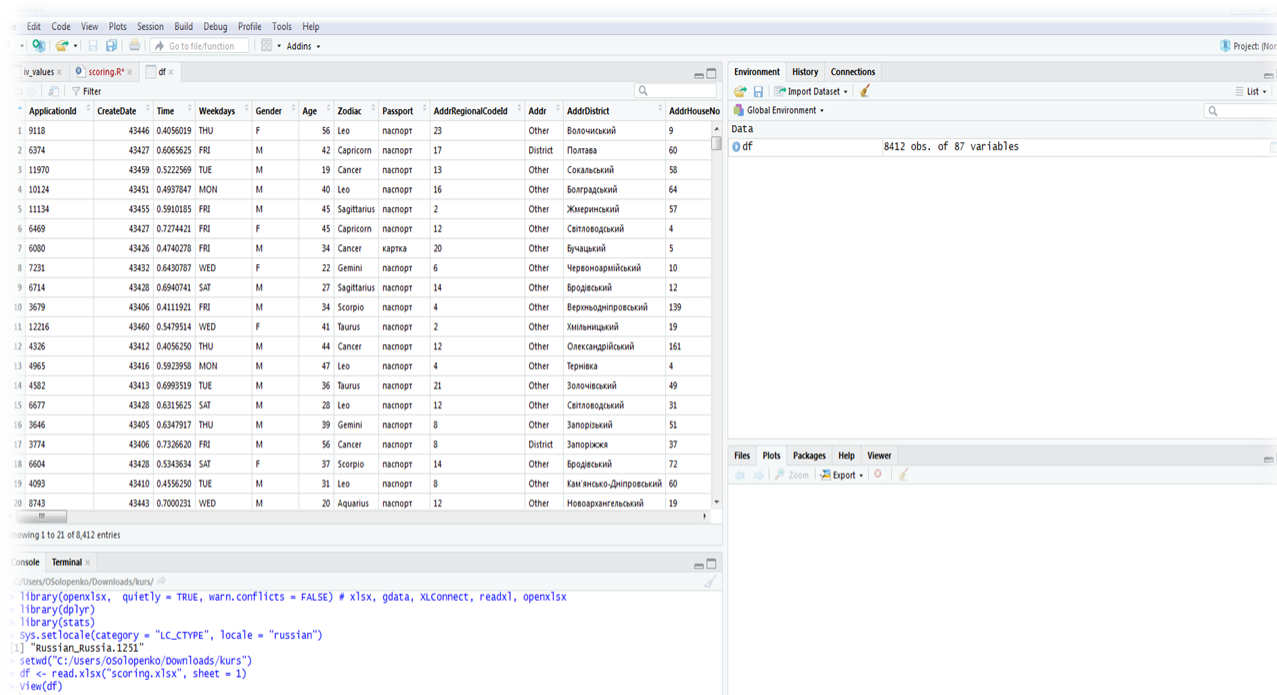 Edit Code View Plots Session Build Debug Profile Tools Help
Go to file/function Addins Project: (Nor
iv_values scoring.R* df
Filter
ApplicationId CreateDate Time Weekdays Gender Age Zodiac Passport AddrRegionalCodeId Addr AddrDistrict AddrHouseNo
1 9118 43446 0.4056019 THU F 56 Leo паспорт 23 Other Волочиський 9
2 6374 43427 0.6065625 FRI M 42 Capricorn паспорт 17 District Полтава 60
3 11970 43459 0.5222569 TUE M 19 Cancer паспорт 13 Other Сокальський 58
4 10124 43451 0.4937847 MON M 40 Leo паспорт 16 Other Болградський 64
5 11134 43455 0.5910185 FRI M 45 Sagittarius паспорт 2 Other Жмеринський 57
6 6469 43427 0.7274421 FRI F 45 Capricorn паспорт 12 Other Світловодський 4
7 6080 43426 0.4740278 FRI M 34 Cancer картка 20 Other Бучацький 5
8 7231 43432 0.6430787 WED F 22 Gemini паспорт 6 Other Червоноармійський 10
9 6714 43428 0.6940741 SAT M 27 Sagittarius паспорт 14 Other Бродівський 12
10 3679 43406 0.4111921 FRI M 34 Scorpio паспорт 4 Other Верхньодніпровський 139
11 12216 43460 0.5479514 WED F 41 Taurus паспорт 2 Other Хмільницький 19
12 4326 43412 0.4056250 THU M 44 Cancer паспорт 12 Other Олександрійський 161
13 4965 43416 0.5923958 MON M 47 Leo паспорт 4 Other Тернівка 4
14 4582 43413 0.6993519 TUE M 36 Taurus паспорт 21 Other Золочівський 49
15 6677 43428 0.6315625 SAT M 28 Leo паспорт 12 Other Світловодський 31
16 3646 43405 0.6347917 THU M 39 Gemini паспорт 8 Other Запорізький 51
17 3774 43406 0.7326620 FRI M 56 Cancer паспорт 8 District Запоріжжя 37
18 6604 43428 0.5343634 SAT F 37 Scorpio паспорт 14 Other Бродівський 72
19 4093 43410 0.4556250 TUE M 31 Leo паспорт 8 Other Кам'янсько-Дніпровський 60
20 8743 43443 0.7000231 WED M 20 Aquarius паспорт 12 Other Новоархангельський 19
howing 1 to 21 of 8,412 entries
Console Terminal
C:/Users/OSolopenko/Downloads/kurs/
> library(openxlsx, quietly = TRUE, warn.conflicts = FALSE) # xlsx, gdata, XLConnect, readxl, openxlsx
> library(dplyr)
> library(stats)
> Sys.setlocale(category = "LC_CTYPE", locale = "russian")
[1] "Russian_Russia.1251"
> setwd("C:/Users/OSolopenko/Downloads/kurs")
> df <- read.xlsx("scoring.xlsx", sheet = 1)
> View(df)
Environment History Connections
Import Dataset List
Global Environment
Data
df 8412 obs. of 87 variables
Files Plots Packages Help Viewer
Zoom Export